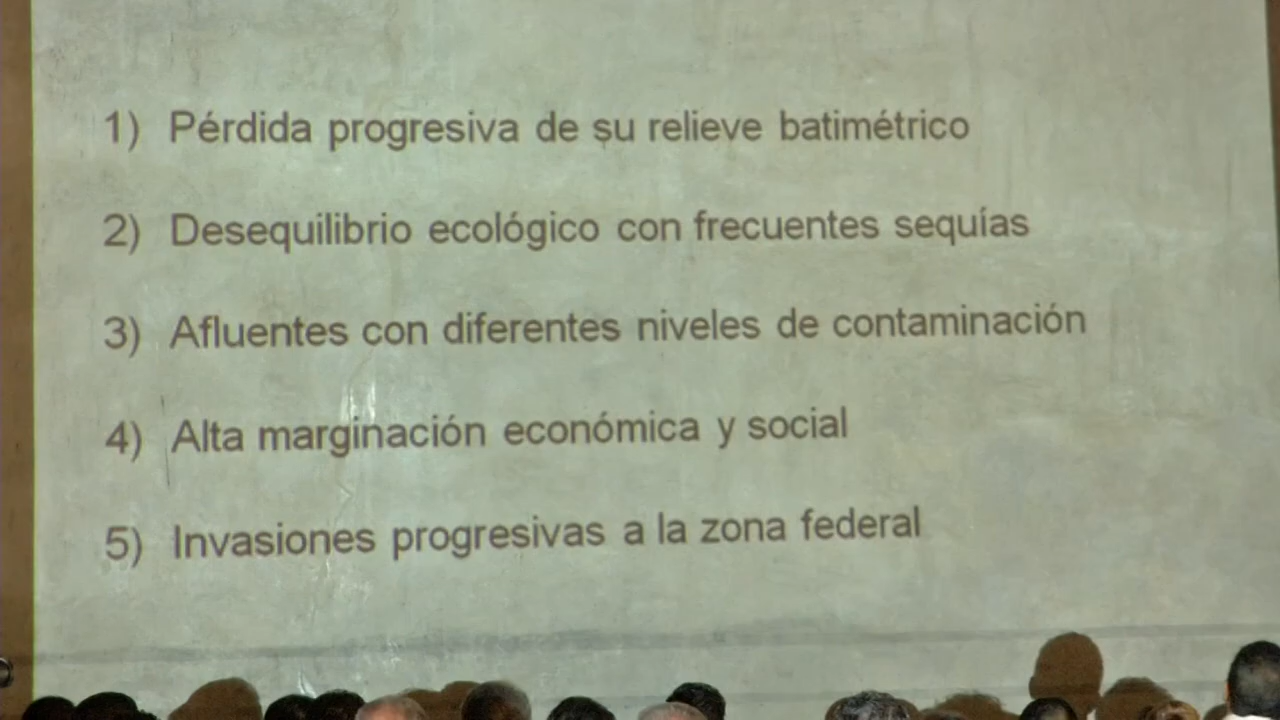 1) Pérdida progresiva de su relieve batimétrico
2) Desequilibrio ecológico con frecuentes sequías
3) Afluentes con diferentes niveles de contaminación
4) Alta marginación económica y social
5) Invasiones progresivas a la zona federal